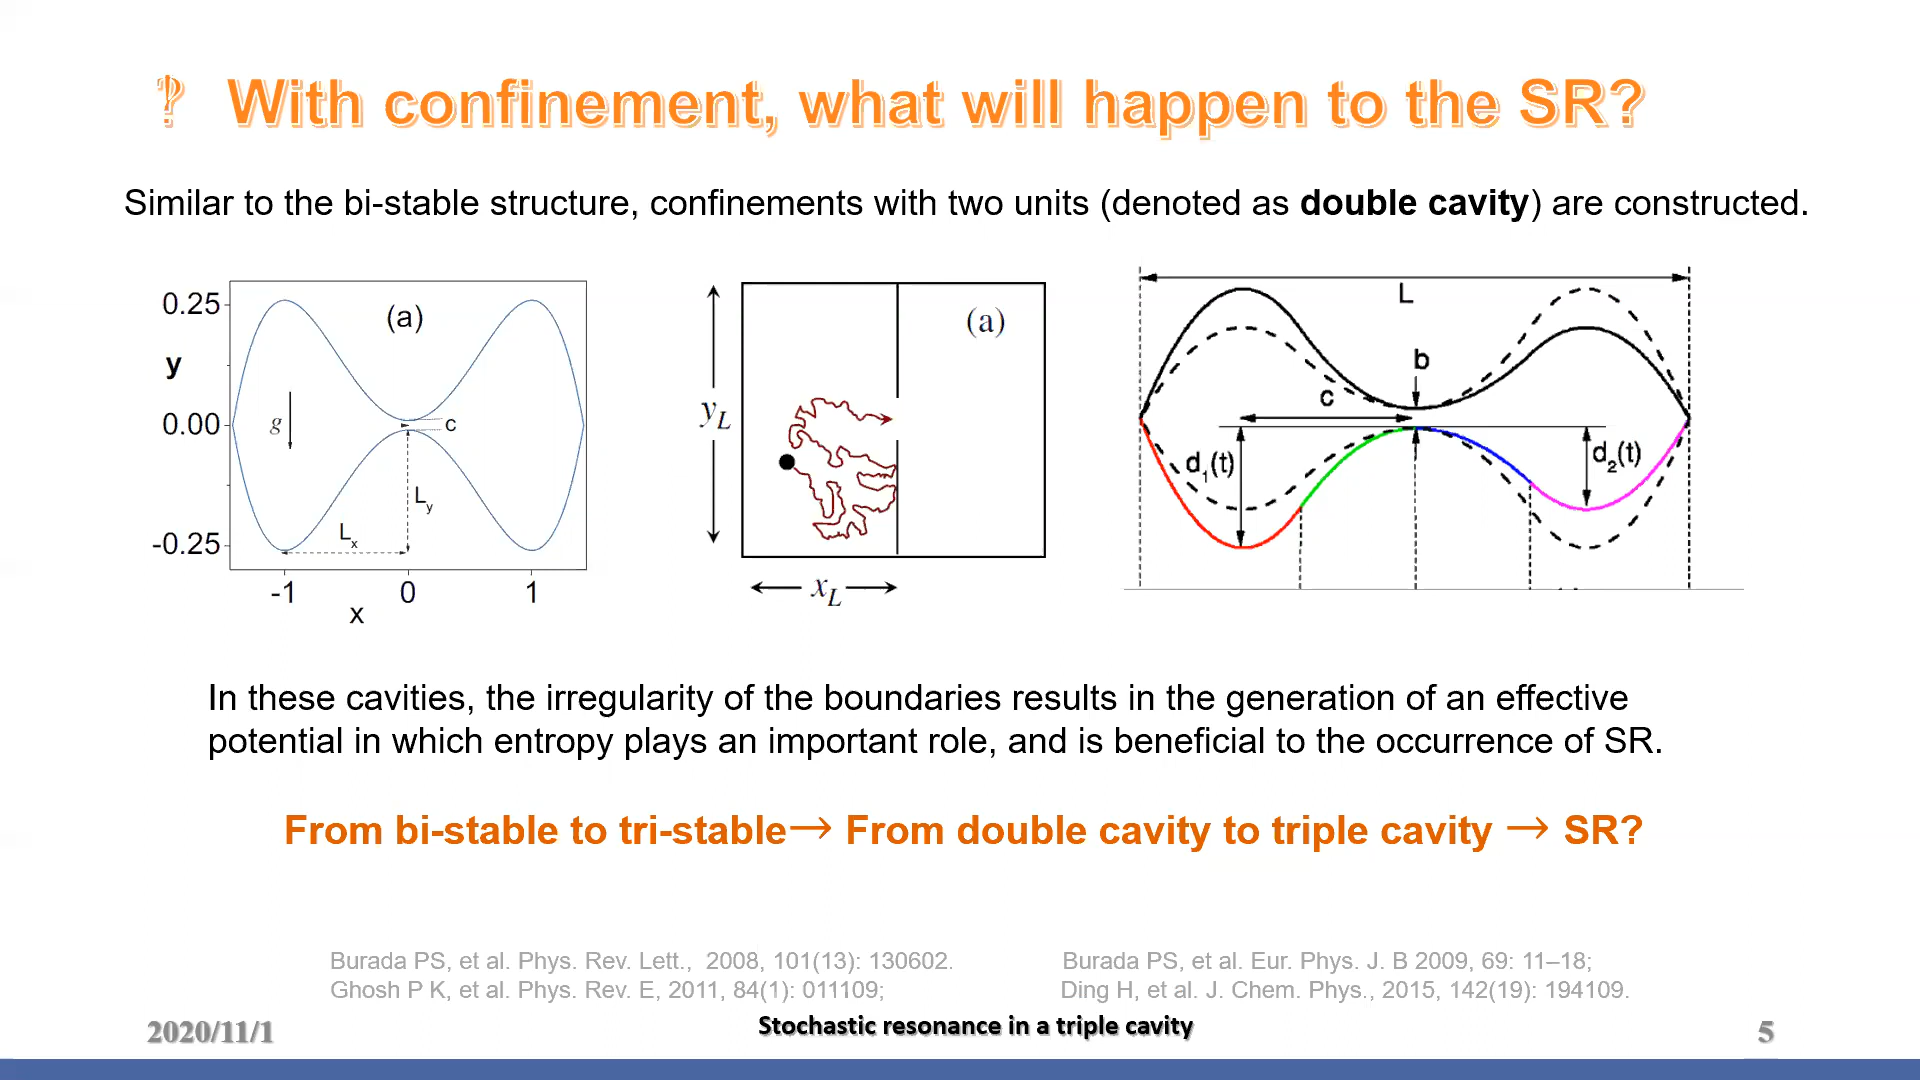 ‽ With confinement, what will happen to the SR?
Similar to the bi-stable structure, confinements with two units (denoted as double cavity) are constructed.
0.25
(a)
y
g
0.00
c
L_y
L_x
-0.25
-1
0
1
x
(a)
y_L
x_L
L
b
c
d_1(t)
d_2(t)
In these cavities, the irregularity of the boundaries results in the generation of an effective
potential in which entropy plays an important role, and is beneficial to the occurrence of SR.
From bi-stable to tri-stable→ From double cavity to triple cavity → SR?
Burada PS, et al. Phys. Rev. Lett., 2008, 101(13): 130602.
Burada PS, et al. Eur. Phys. J. B 2009, 69: 11–18;
Ghosh P K, et al. Phys. Rev. E, 2011, 84(1): 011109;
Ding H, et al. J. Chem. Phys., 2015, 142(19): 194109.
2020/11/1
Stochastic resonance in a triple cavity
5